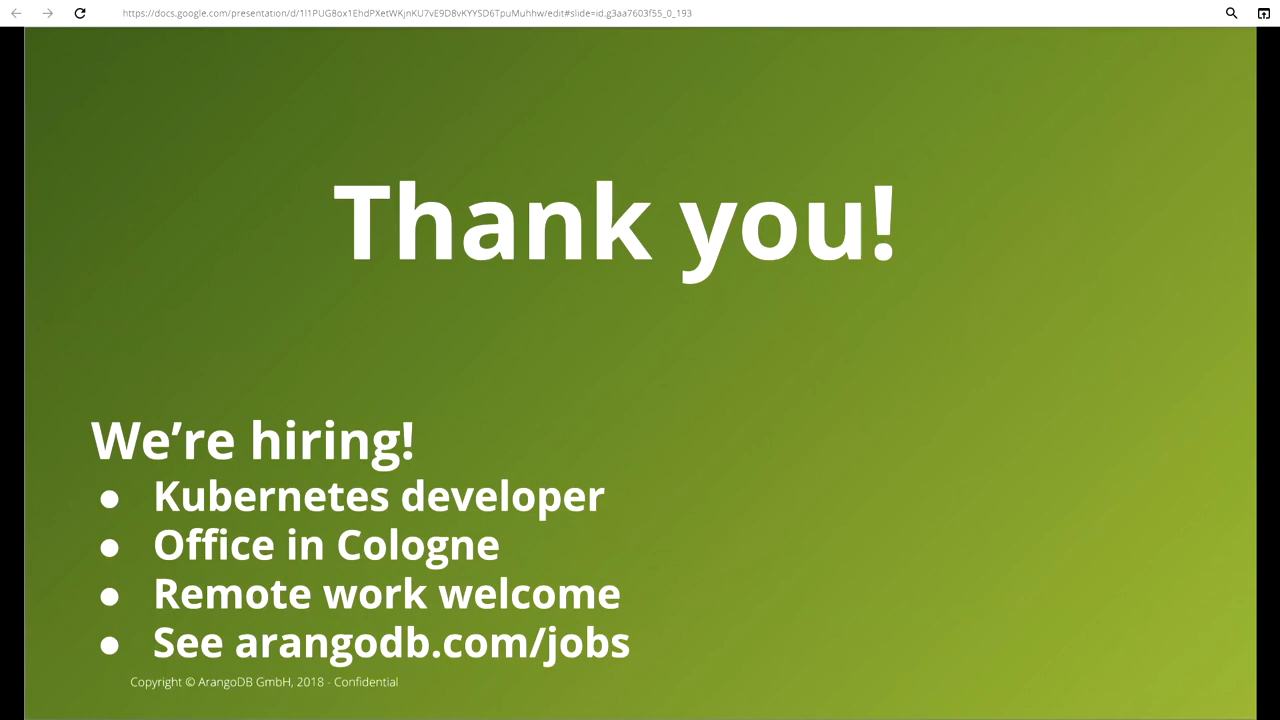 https://docs.google.com/presentation/d/1l1PUG8ox1EhdPXetWKjnKU7vE9D8vKYYSD6TpuMuhhw/edit#slide=id.g3aa7603f55_0_193
Thank you!
We’re hiring!
● Kubernetes developer
● Office in Cologne
● Remote work welcome
● See arangodb.com/jobs
Copyright © ArangoDB GmbH, 2018 - Confidential